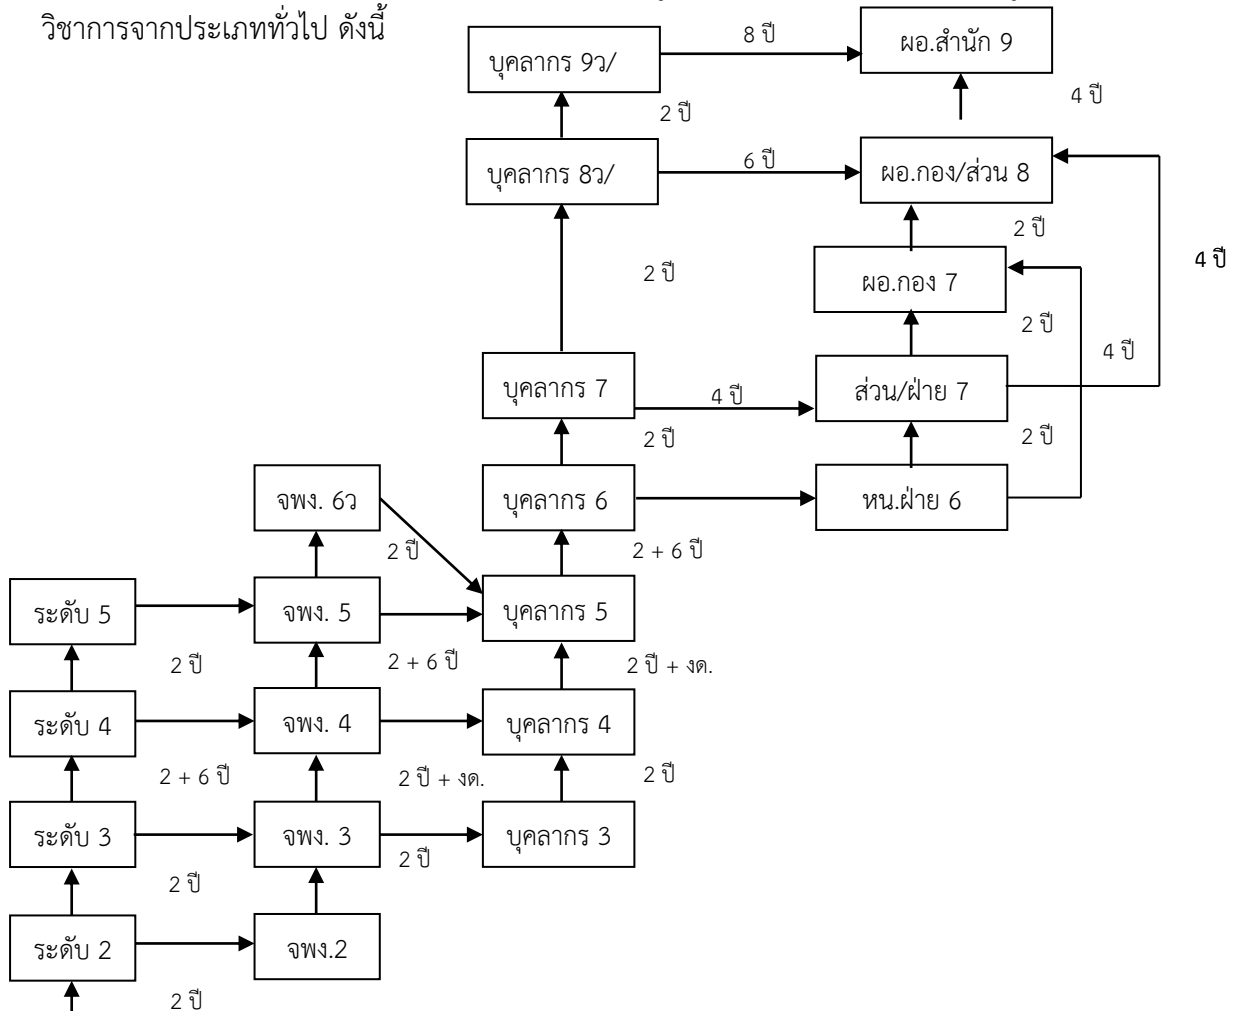 วิชาการจากประเภททั่วไป ดังนี้
8 ปี
ผอ.สำนัก 9
บุคลากร 9ว/
2 ปี
4 ปี
บุคลากร 8ว/
6 ปี
ผอ.กอง/ส่วน 8
2 ปี
4 ปี
2 ปี
ผอ.กอง 7
2 ปี
4 ปี
บุคลากร 7
4 ปี
ส่วน/ฝ่าย 7
2 ปี
2 ปี
จพง. 6ว
บุคลากร 6
หน.ฝ่าย 6
2 ปี
2 + 6 ปี
ระดับ 5
จพง. 5
บุคลากร 5
2 ปี
2 + 6 ปี
2 ปี + งด.
ระดับ 4
จพง. 4
บุคลากร 4
2 + 6 ปี
2 ปี + งด.
2 ปี
ระดับ 3
จพง. 3
บุคลากร 3
2 ปี
2 ปี
ระดับ 2
จพง.2
2 ปี